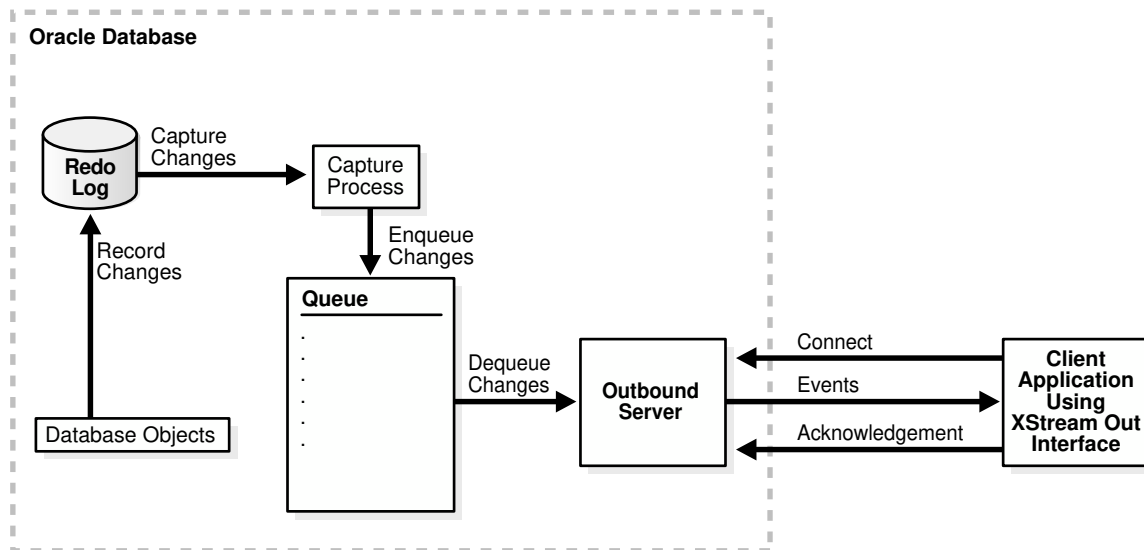 Oracle Database
Redo
Log
Capture
Changes
Capture
Process
Record
Changes
Enqueue
Changes
Queue
.
.
.
.
.
.
Database Objects
Dequeue
Changes
Outbound
Server
Connect
Events
Acknowledgement
Client
Application
Using
XStream Out
Interface